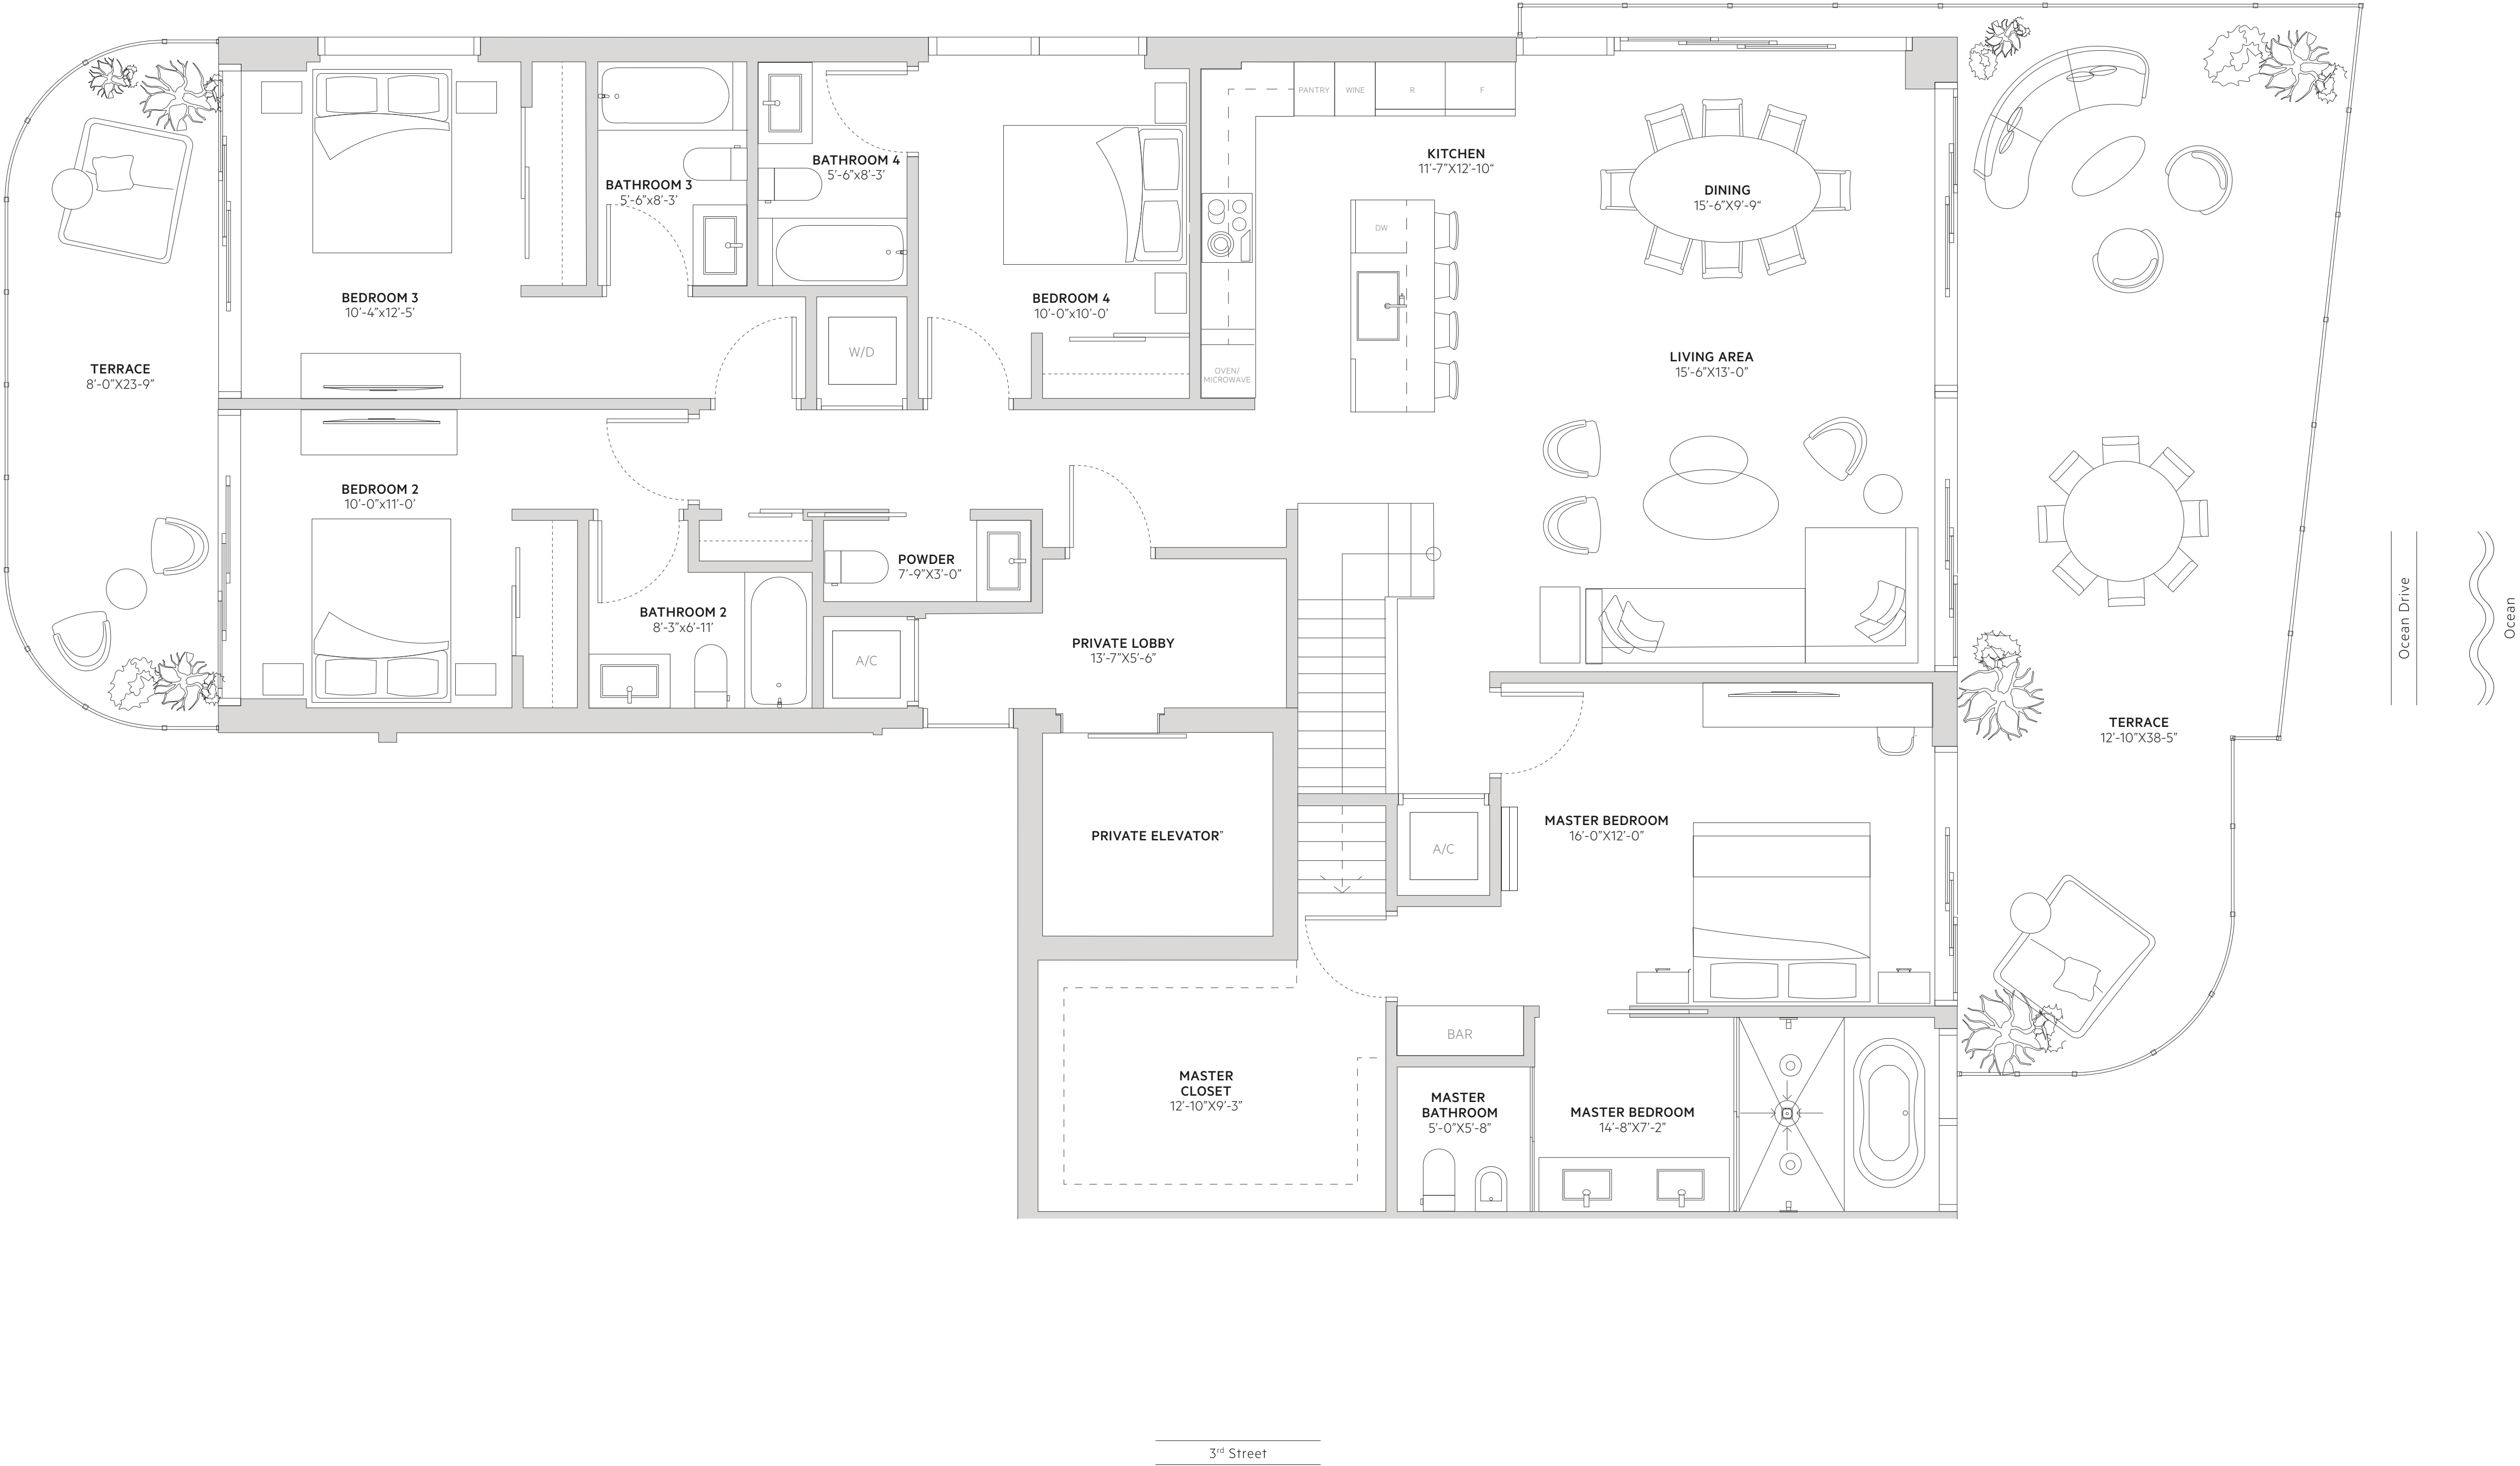 PANTRY
WINE
R
F
KITCHEN
11'-7"X12'-10“
BATHROOM 4
5'-6"x8'-3'
BATHROOM 3
5'-6"x8'-3'
DINING
15'-6"X9'-9“
DW
BEDROOM 3
10'-4"x12'-5'
BEDROOM 4
10'-0"x10'-0'
W/D
LIVING AREA
15'-6"X13'-0"
TERRACE
8'-0"X23-9"
OVEN/
MICROWAVE
BEDROOM 2
10'-0"x11'-0'
POWDER
7'-9"X3'-0"
BATHROOM 2
8'-3"x6'-11'
A/C
PRIVATE LOBBY
13'-7"X5'-6"
Ocean Drive
Ocean
TERRACE
12'-10"X38-5"
PRIVATE ELEVATOR"
MASTER BEDROOM
16'-0"X12'-0"
A/C
BAR
MASTER
CLOSET
12'-10"X9'-3"
MASTER
BATHROOM
5'-0"X5'-8"
MASTER BEDROOM
14'-8"X7'-2"
3rd Street